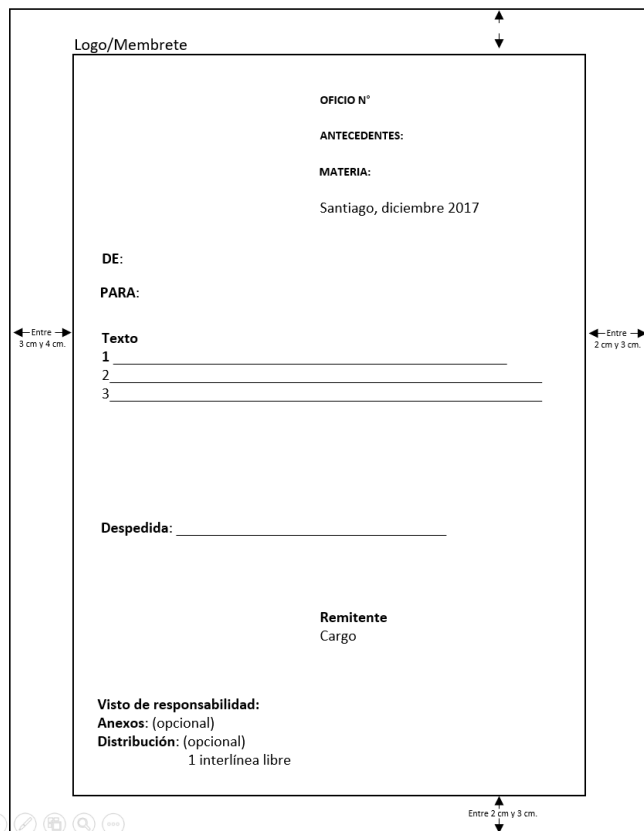 Logo/Membrete
OFICIO N°
ANTECEDENTES:
MATERIA:
Santiago, diciembre 2017
DE:
PARA:
Entre
3 cm y 4 cm.
Entre
2 cm y 3 cm.
Texto
1
2
3
Despedida:
Remitente
Cargo
Visto de responsabilidad:
Anexos: (opcional)
Distribución: (opcional)
1 interlínea libre
Entre 2 cm y 3 cm.